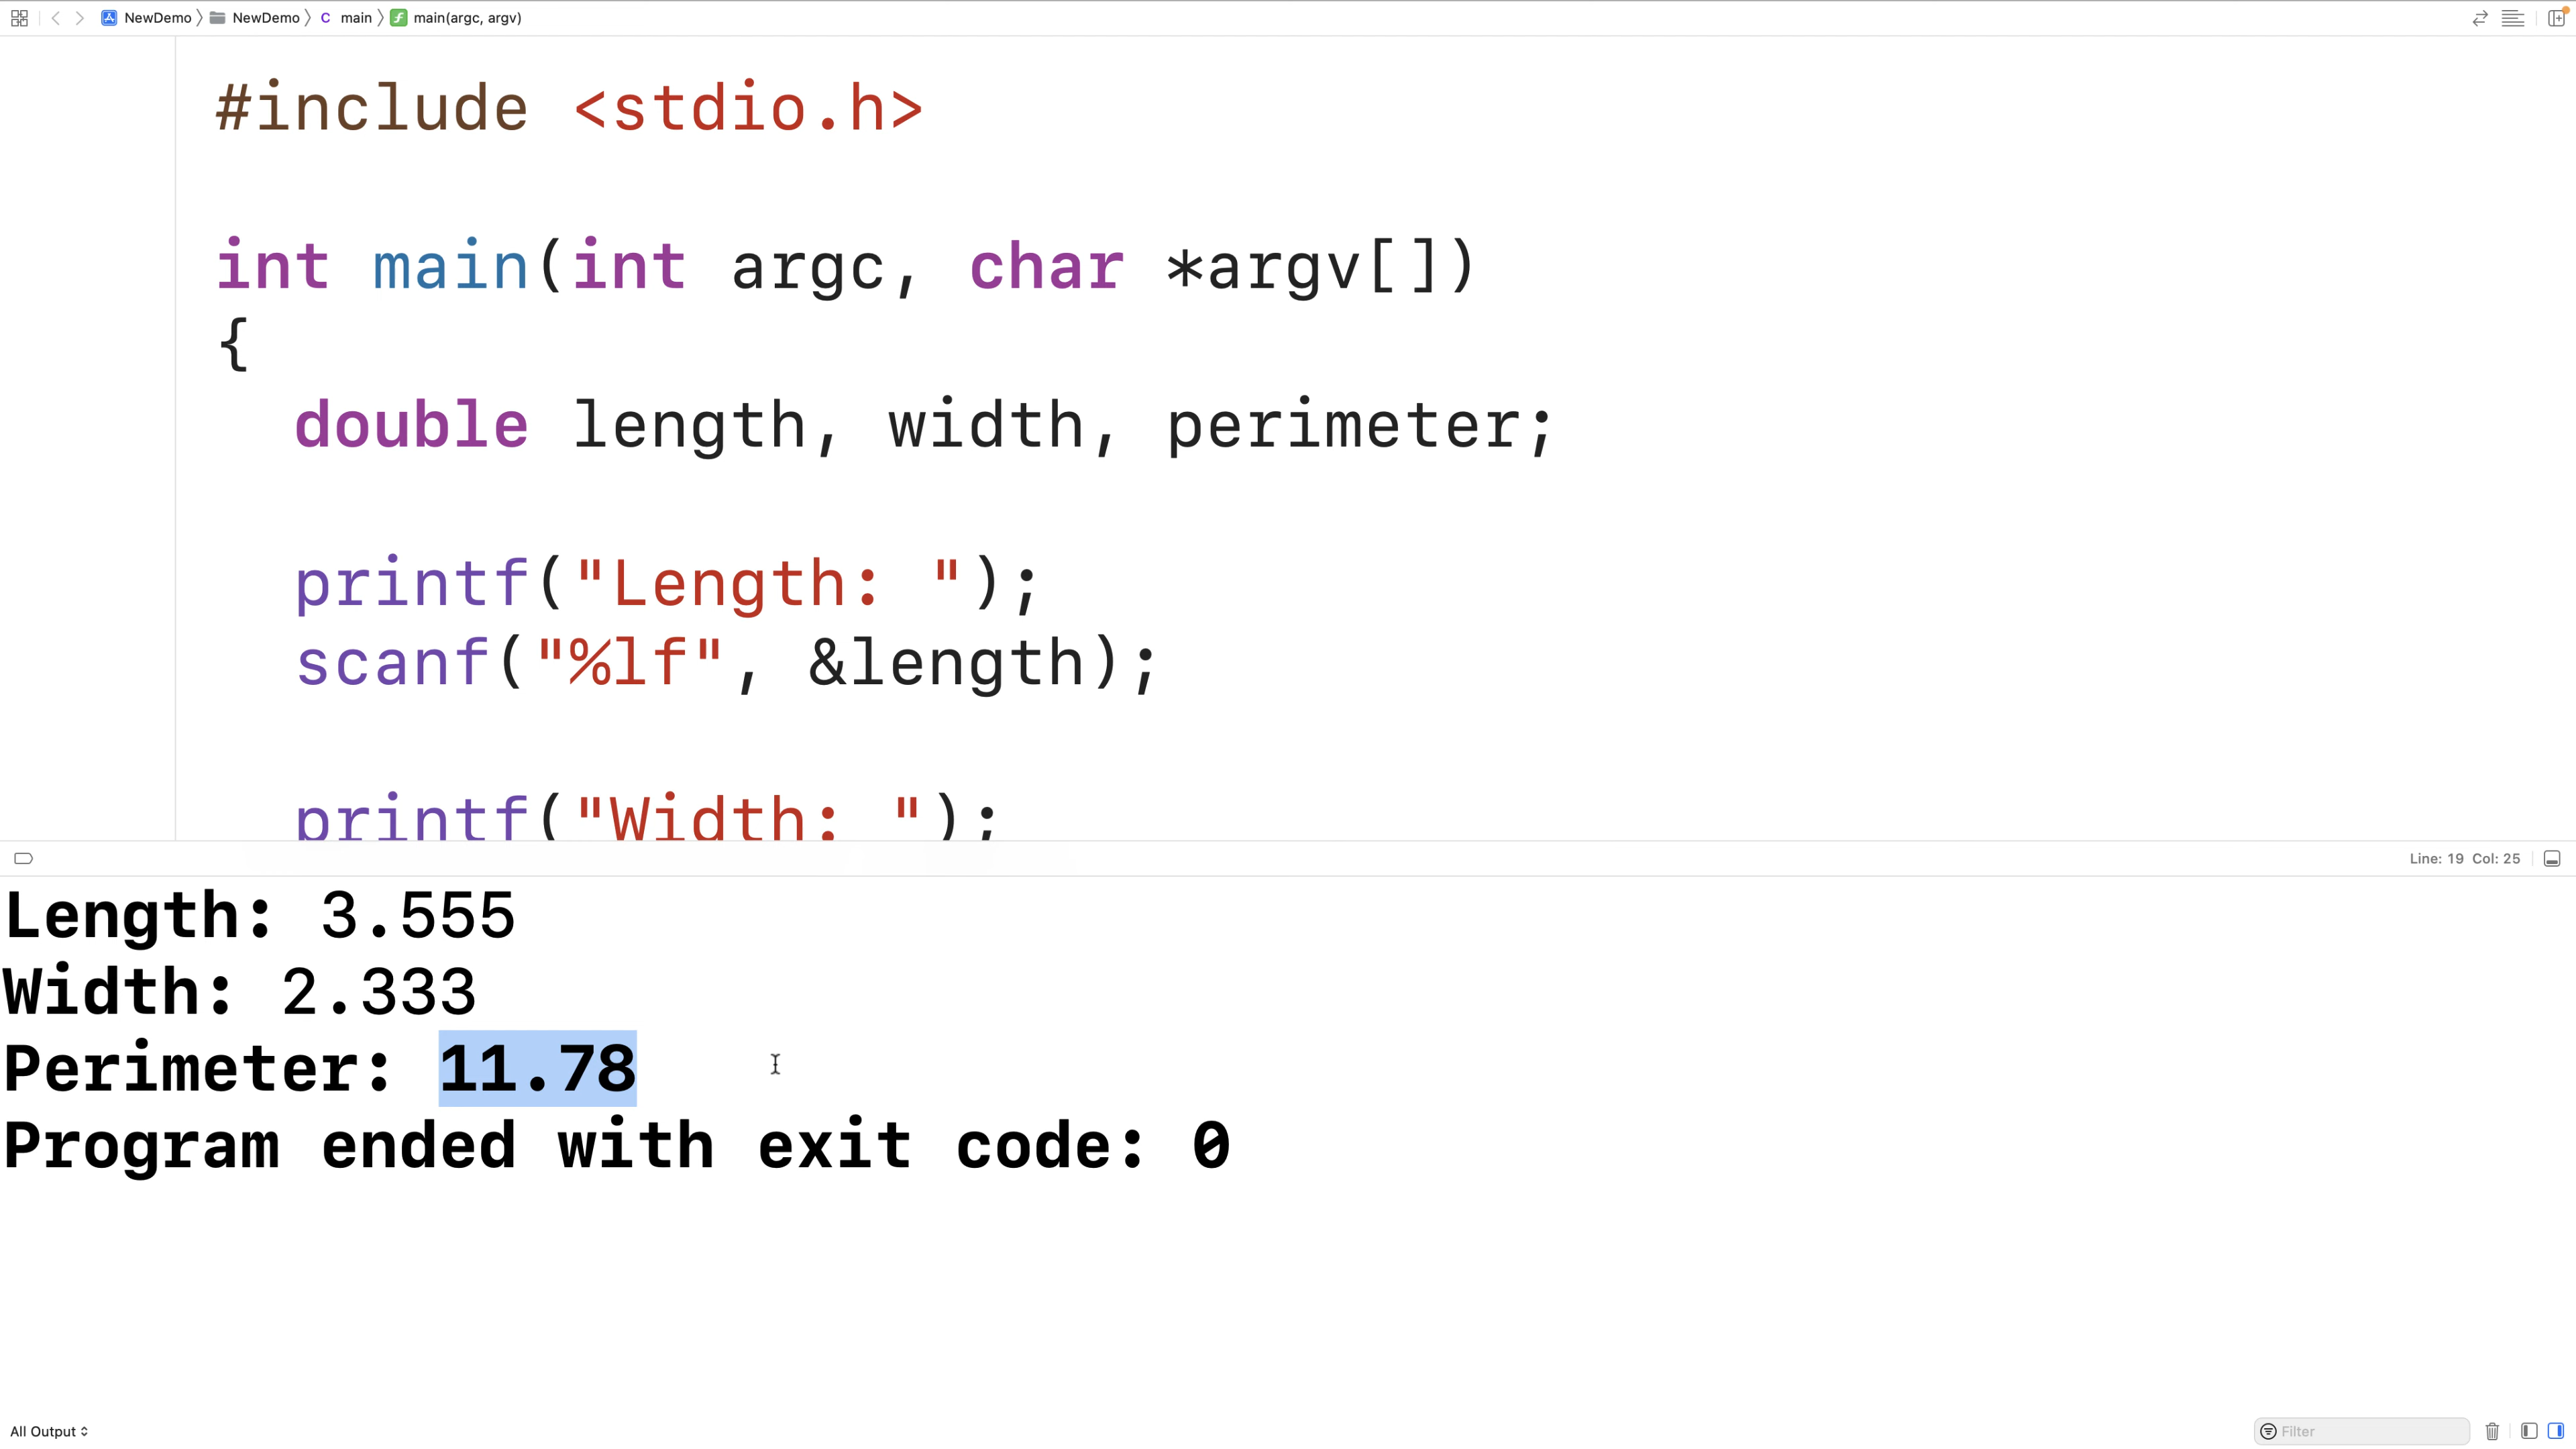 NewDemo NewDemo C main f main(argc, argv)
#include <stdio.h>
int main(int argc, char *argv[])
{
double length, width, perimeter;
printf("Length: ");
scanf("%lf", &length);
printf("Width: ");
Line: 19 Col: 25
Length: 3.555
Width: 2.333
Perimeter: 11.78
Program ended with exit code: 0
All Output
Filter